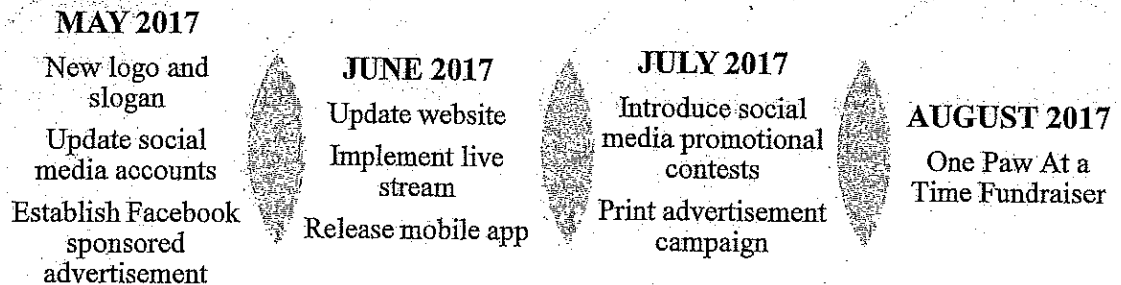 MAY 2017
New logo and
slogan
Update social
media accounts
Establish Facebook
sponsored
advertisement
JUNE 2017
Update website
Implement live
stream
Release mobile app
JULY 2017
Introduce social
media promotional
contests
Print advertisement
campaign
AUGUST 2017
One Paw At a
Time Fundraiser